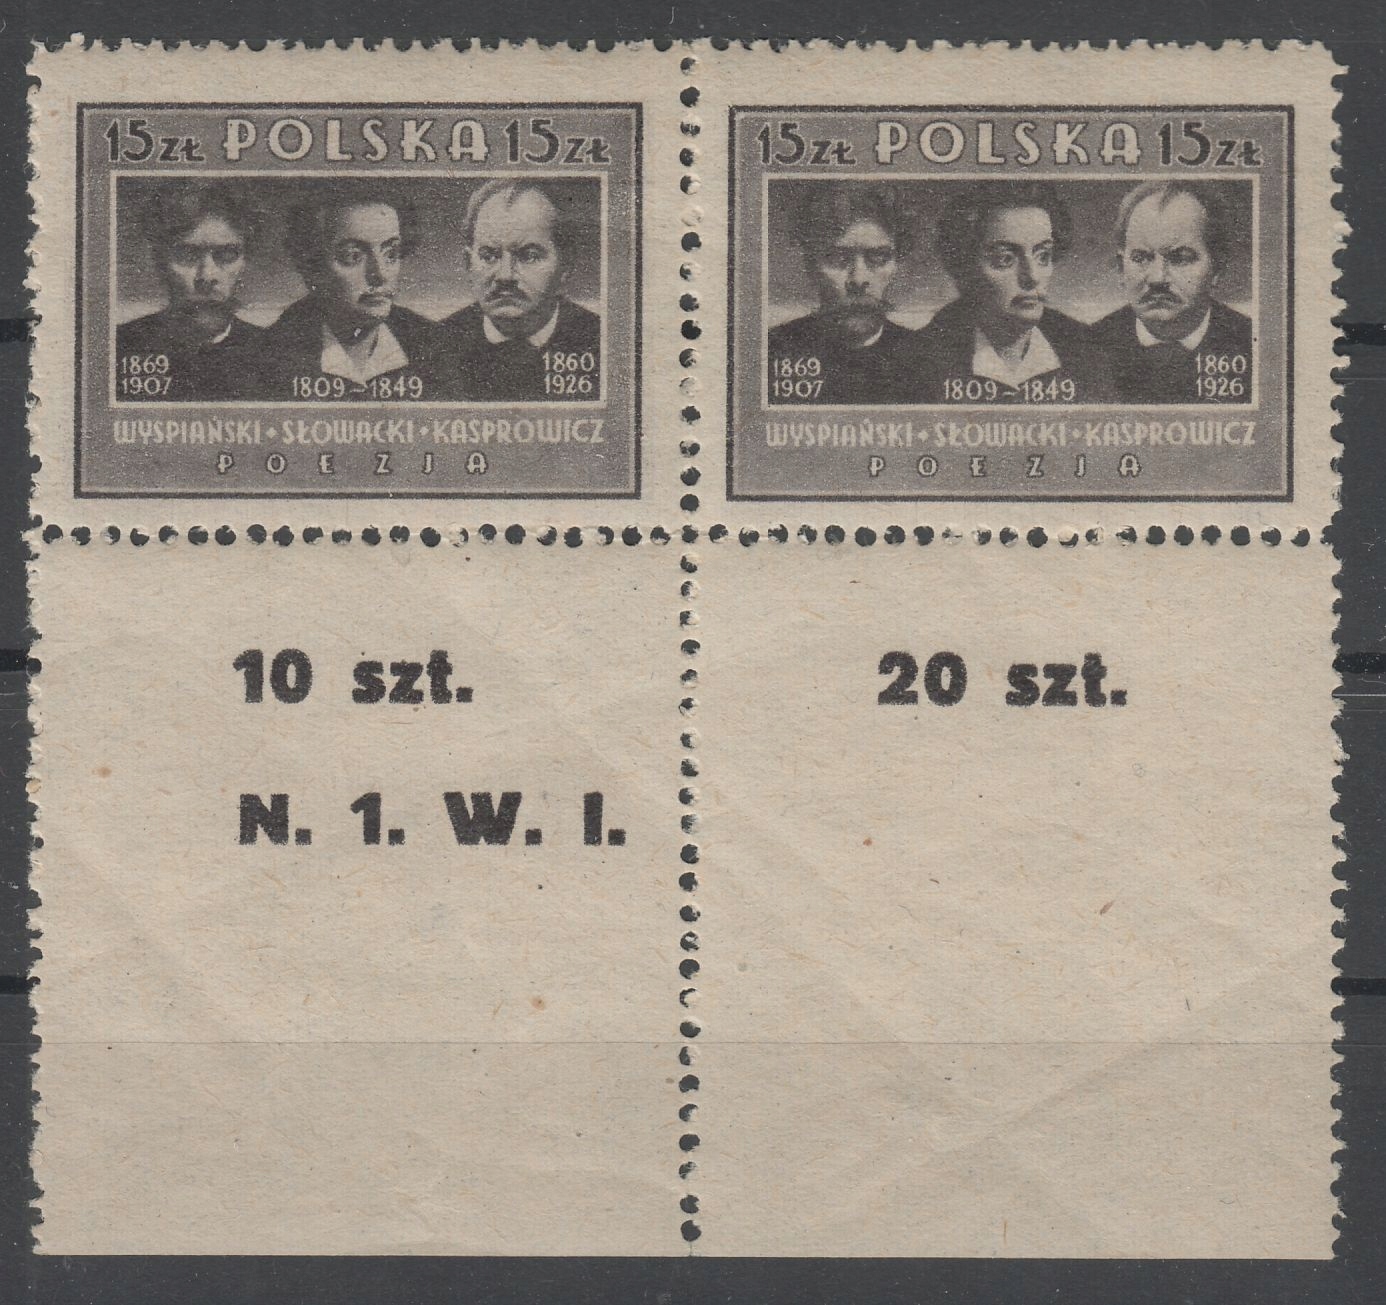 15ZŁ POLSKA 15ZŁ
1869
1907
1809-1849
1860
1926
WYSPIAŃSKI • SŁOWACKI • KASPROWICZ
POEZJA
15ZŁ POLSKA 15ZŁ
1869
1907
1809-1849
1860
1926
WYSPIAŃSKI • SŁOWACKI • KASPROWICZ
POEZJA
10 szt.
20 szt.
N. 1. W. I.